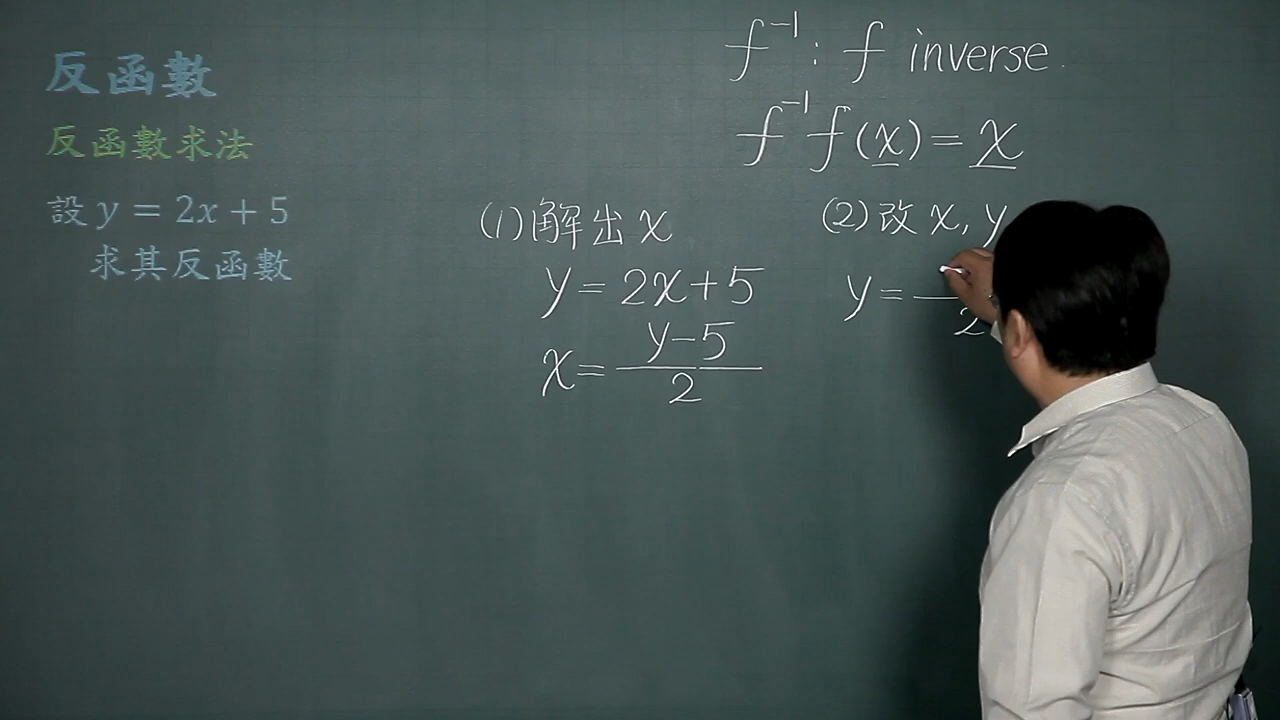 反函數
反函數求法
設 y = 2x + 5
求其反函數
f⁻¹ : f inverse
f⁻¹f(x) = x
(1) 解出 x
y = 2x + 5
x = (y - 5) / 2
(2) 改 x, y
y = — / 2